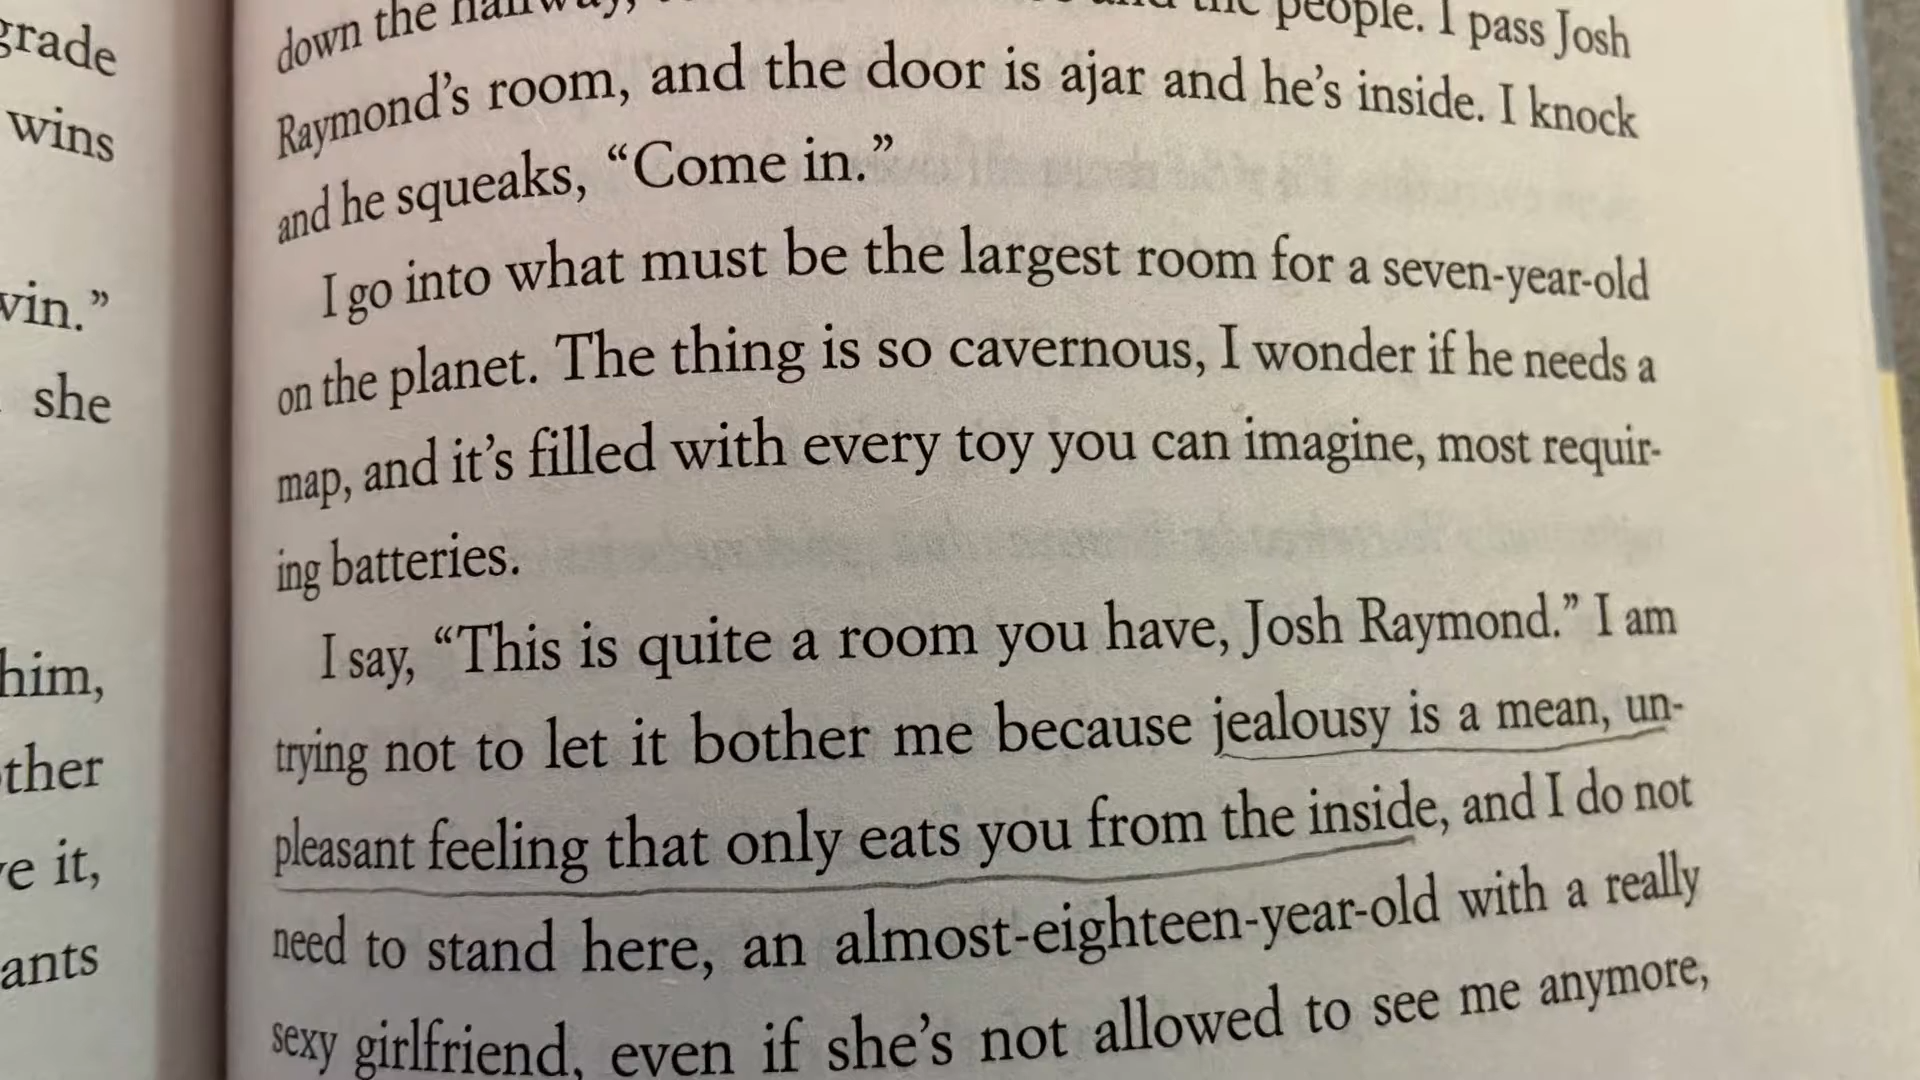 grade
wins
vin.”
she
him,
ther
e it,
ants
down the hallway,
and the people. I pass Josh
Raymond’s room, and the door is ajar and he’s inside. I knock
and he squeaks, “Come in.”
I go into what must be the largest room for a seven-year-old
on the planet. The thing is so cavernous, I wonder if he needs a
map, and it’s filled with every toy you can imagine, most requir-
ing batteries.
I say, “This is quite a room you have, Josh Raymond.” I am
trying not to let it bother me because jealousy is a mean, un-
pleasant feeling that only eats you from the inside, and I do not
need to stand here, an almost-eighteen-year-old with a really
sexy girlfriend, even if she’s not allowed to see me anymore,